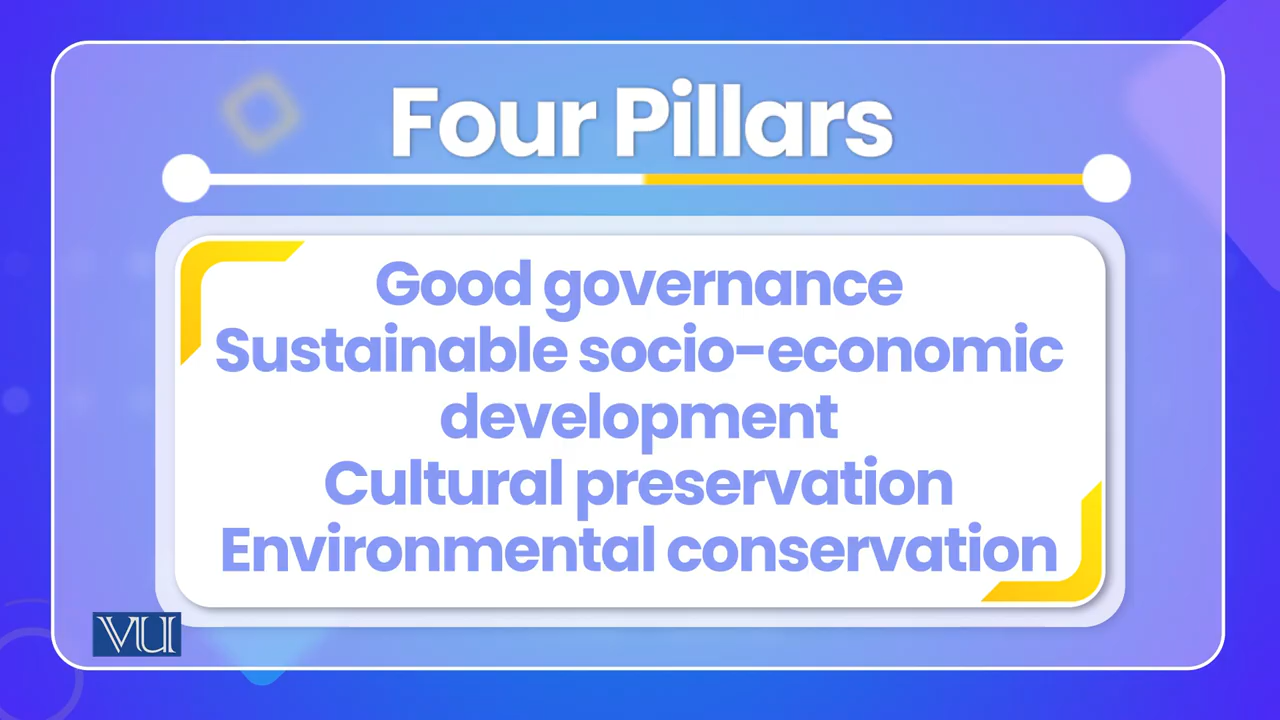 Four Pillars
Good governance
Sustainable socio-economic
development
Cultural preservation
Environmental conservation
VU